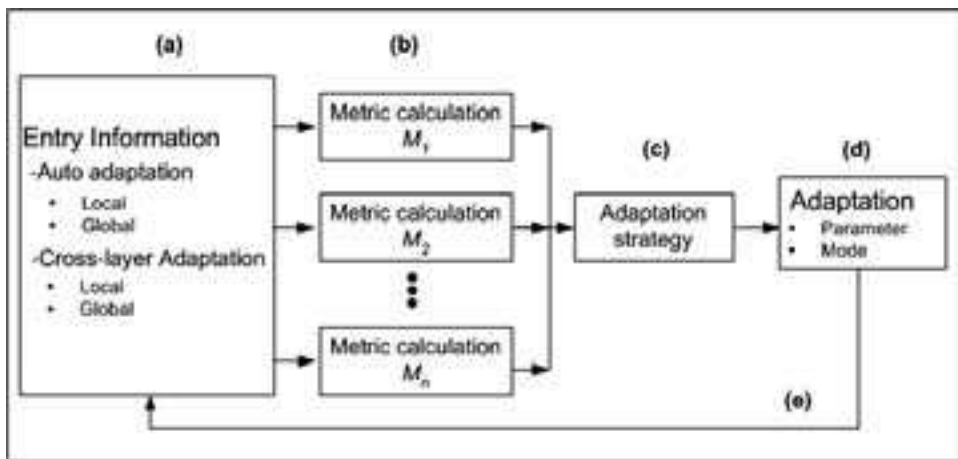 (a)
(b)
Entry Information
-Auto adaptation
• Local
• Global
-Cross-layer Adaptation
• Local
• Global
Metric calculation
M1
Metric calculation
M2
Metric calculation
Mn
(c)
Adaptation
strategy
(d)
Adaptation
• Parameter
• Mode
(e)